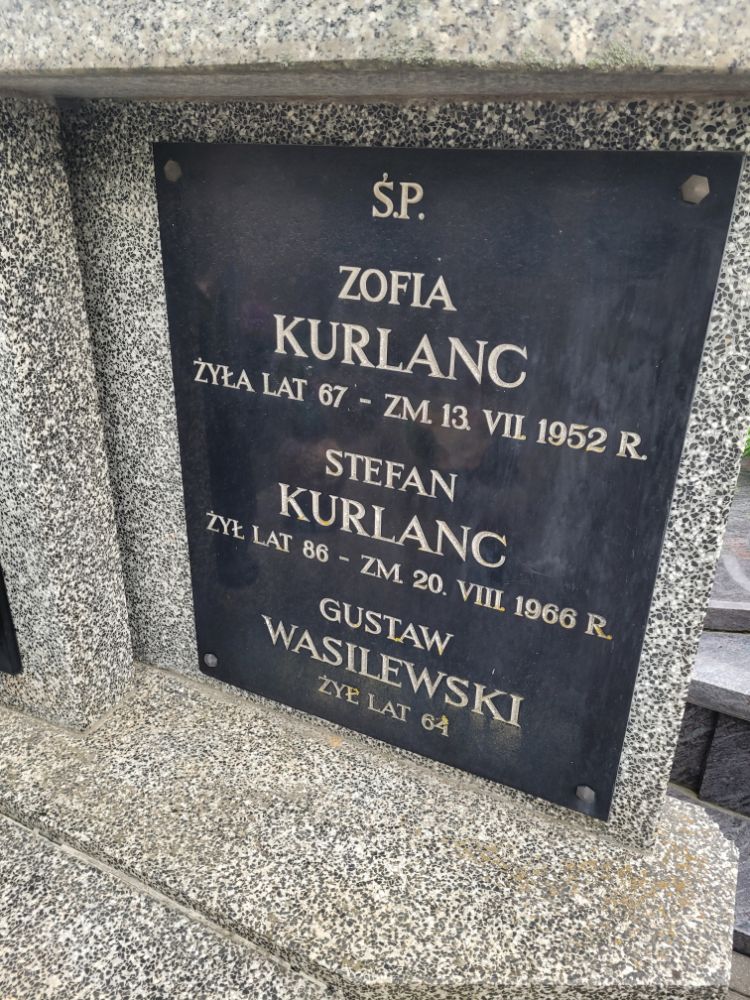 Ś.P.
ZOFIA
KURLANC
ŻYŁA LAT 67 - ZM. 13. VII. 1952 R.
STEFAN
KURLANC
ŻYŁ LAT 86 - ZM. 20. VIII. 1966 R.
GUSTAW
WASILEWSKI
ŻYŁ LAT 64